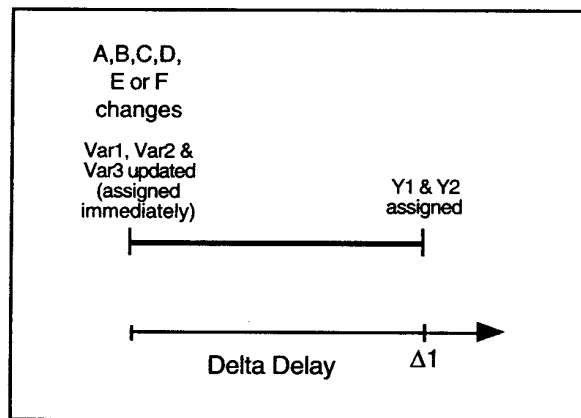 A,B,C,D,
E or F
changes
Var1, Var2 &
Var3 updated
(assigned
immediately)
Y1 & Y2
assigned
Delta Delay
Δ1